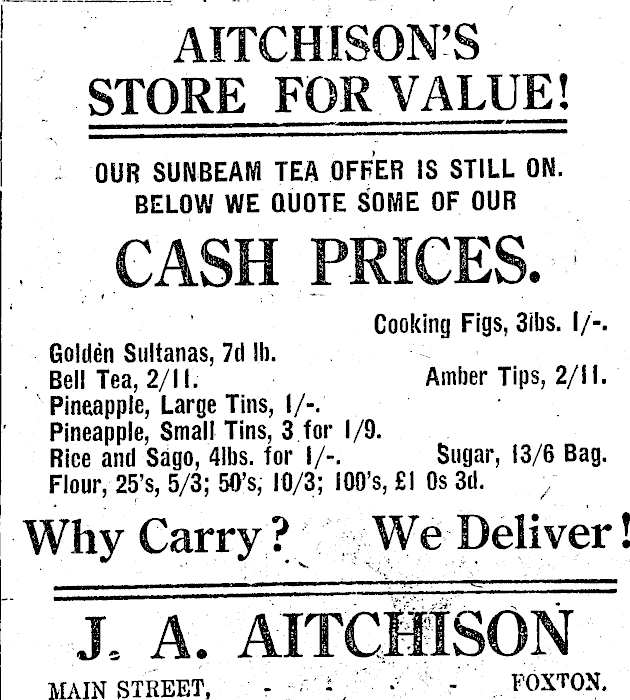 AITCHISON'S
STORE FOR VALUE!
OUR SUNBEAM TEA OFFER IS STILL ON.
BELOW WE QUOTE SOME OF OUR
CASH PRICES.
Cooking Figs, 3lbs. 1/-.
Golden Sultanas, 7d lb.
Bell Tea, 2/11. Amber Tips, 2/11.
Pineapple, Large Tins, 1/-.
Pineapple, Small Tins, 3 for 1/9.
Rice and Sago, 4lbs. for 1/-. Sugar, 13/6 Bag.
Flour, 25's, 5/3; 50's, 10/3; 100's, £1 0s 3d.
Why Carry? We Deliver!
J. A. AITCHISON
MAIN STREET, - - - - FOXTON.